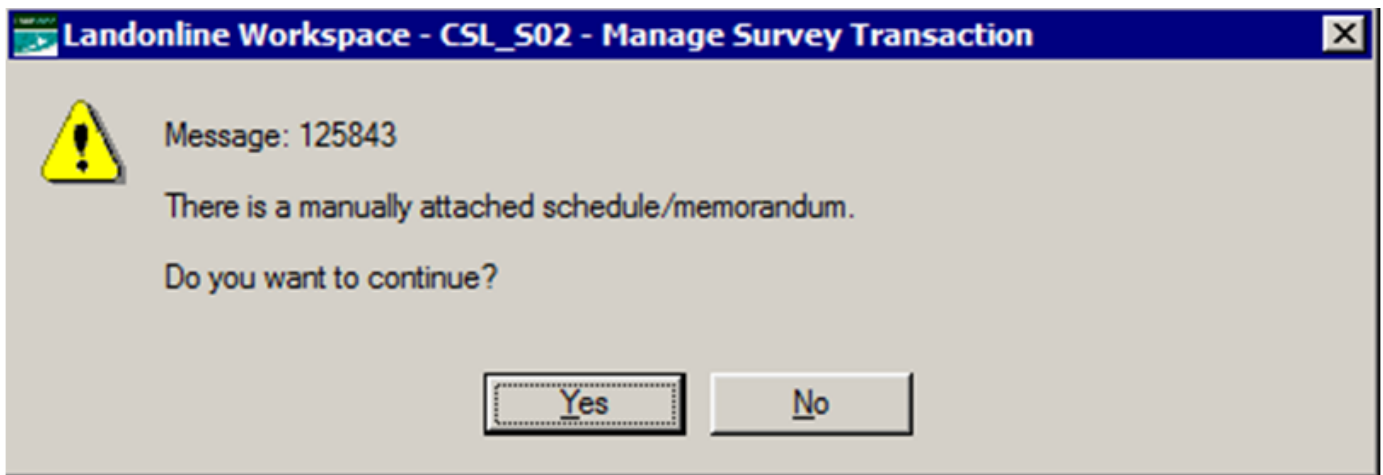 Landonline Workspace - CSL_S02 - Manage Survey Transaction
Message: 125843
There is a manually attached schedule/memorandum.
Do you want to continue?
Yes
No